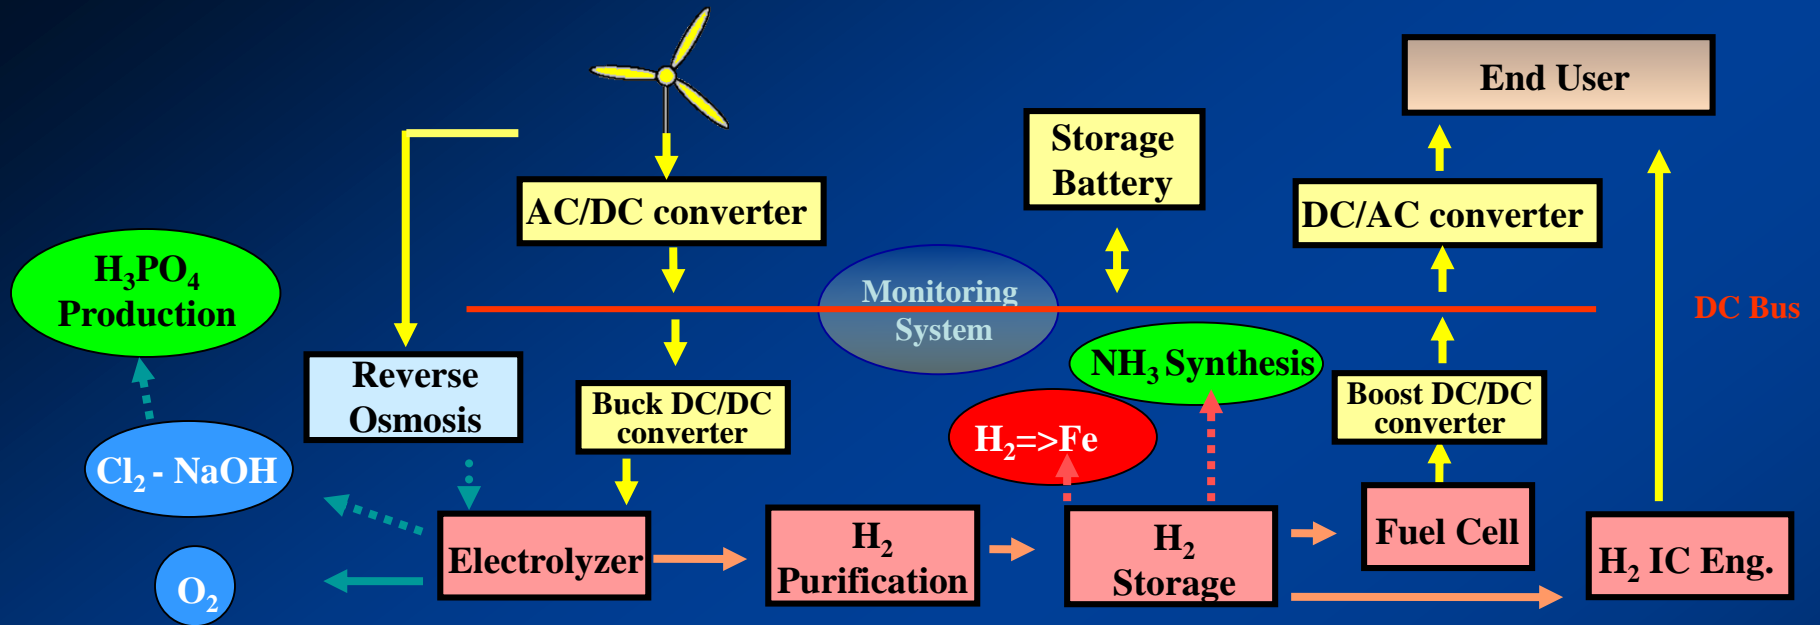 End User
Storage
Battery
AC/DC converter
DC/AC converter
H₃PO₄
Production
Monitoring
System
DC Bus
Reverse
Osmosis
NH₃ Synthesis
Buck DC/DC
converter
Boost DC/DC
converter
H₂=>Fe
Cl₂ - NaOH
Electrolyzer
H₂
Purification
H₂
Storage
Fuel Cell
H₂ IC Eng.
O₂